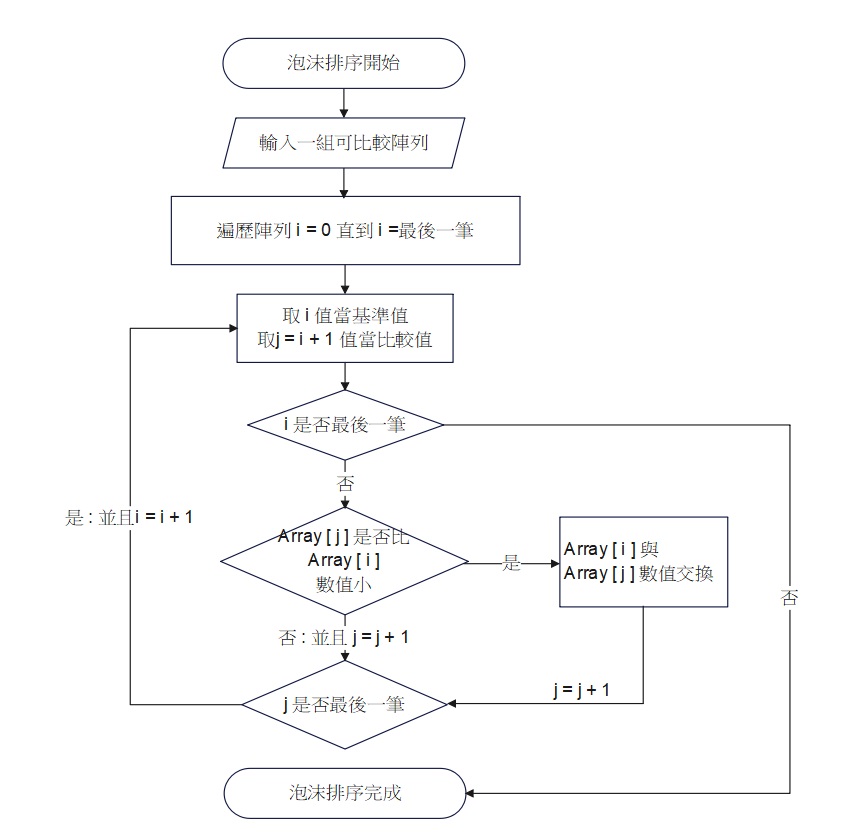 泡沫排序開始
輸入一組可比較陣列
遍歷陣列 i = 0 直到 i =最後一筆
取 i 值當基準值
取j = i + 1 值當比較值
i 是否最後一筆
否
是 : 並且i = i + 1
Array [ j ] 是否比
Array [ i ]
數值小
是
Array [ i ] 與
Array [ j ] 數值交換
否
否 : 並且 j = j + 1
j = j + 1
j 是否最後一筆
泡沫排序完成